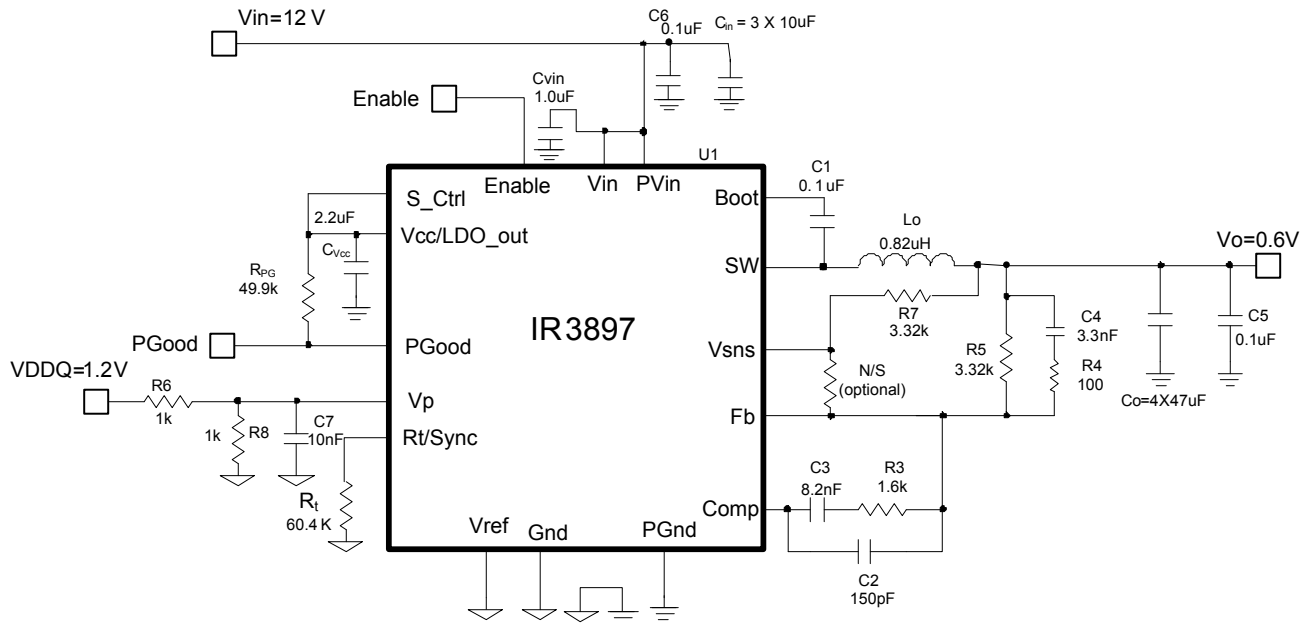 Vin=12 V
C6
0.1uF
Cin = 3 X 10uF
Cvin
1.0uF
Enable
U1
Enable
Vin
PVin
S_Ctrl
Boot
C1
0.1uF
2.2uF
Vcc/LDO_out
CVcc
Lo
0.82uH
Vo=0.6V
SW
RPG
49.9k
R7
3.32k
C4
3.3nF
C5
0.1uF
IR3897
PGood
PGood
Vsns
R5
3.32k
N/S
(optional)
R4
100
VDDQ=1.2V
R6
1k
Vp
Fb
Co=4X47uF
1k
R8
C7
10nF
Rt/Sync
C3
8.2nF
R3
1.6k
Rt
60.4 K
Comp
Vref
Gnd
PGnd
C2
150pF